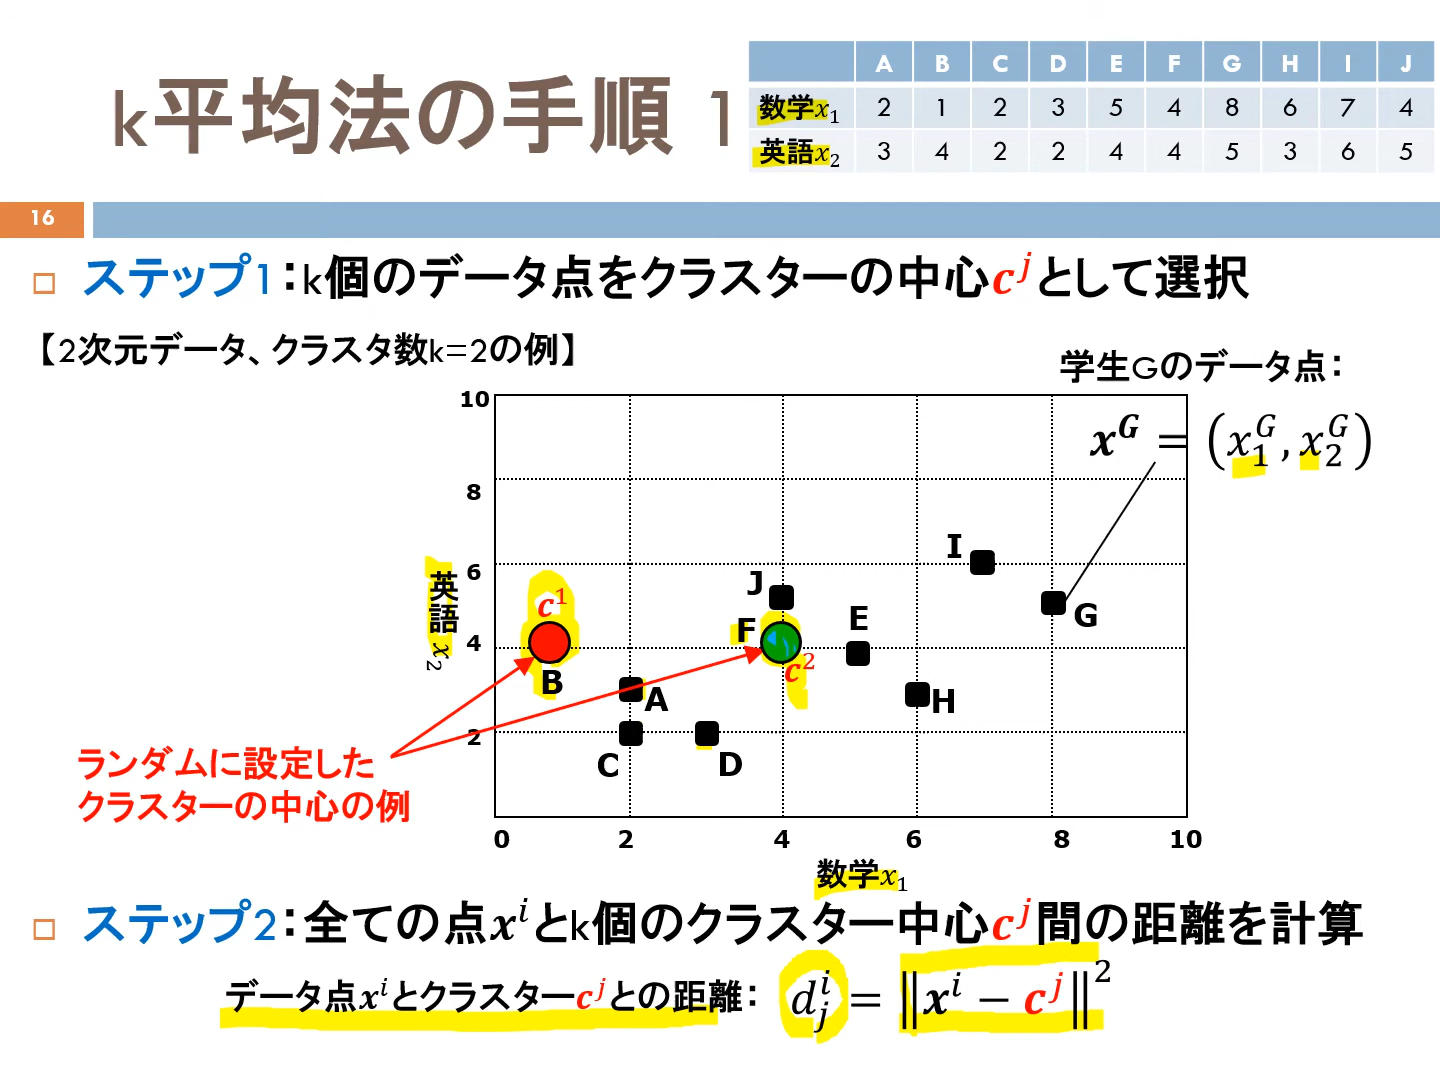 k平均法の手順 1
A B C D E F G H I J
数学x₁ 2 1 2 3 5 4 8 6 7 4
英語x₂ 3 4 2 2 4 4 5 3 6 5
16
ステップ1：k個のデータ点をクラスターの中心cʲとして選択
【2次元データ、クラスタ数k=2の例】
学生Gのデータ点：
x^G = (x₁^G, x₂^G)
10
8
6
4
2
英語x₂
I
J
G
c¹
F
E
c²
B
A
H
C
D
ランダムに設定した
クラスターの中心の例
0 2 4 6 8 10
数学x₁
ステップ2：全ての点xⁱとk個のクラスター中心cʲ間の距離を計算
データ点xⁱとクラスターcʲとの距離： dⱼⁱ = ‖xⁱ − cʲ‖²